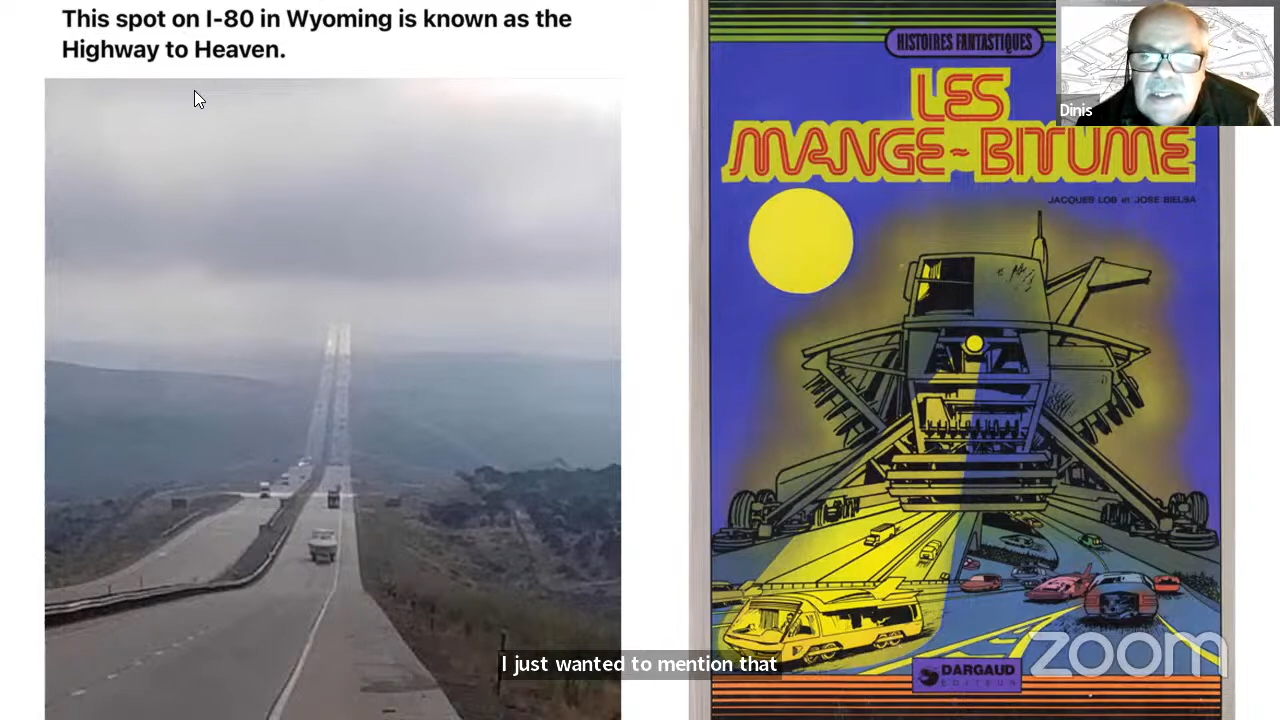 This spot on I-80 in Wyoming is known as the
Highway to Heaven.
HISTOIRES FANTASTIQUES
LES
MANGE-BITUME
JACQUES LOB et JOSE BIELSA
Dinis
I just wanted to mention that
zoom
DARGAUD
EDITEUR